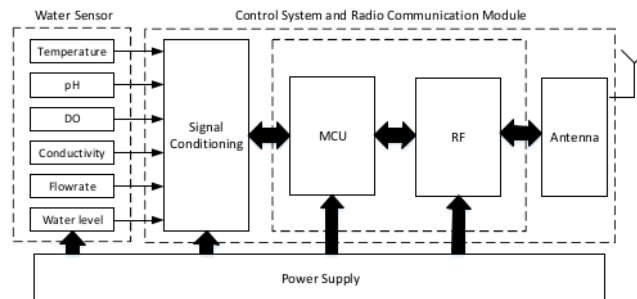 Water Sensor
Control System and Radio Communication Module
Temperature
pH
DO
Conductivity
Flowrate
Water level
Signal
Conditioning
MCU
RF
Antenna
Power Supply